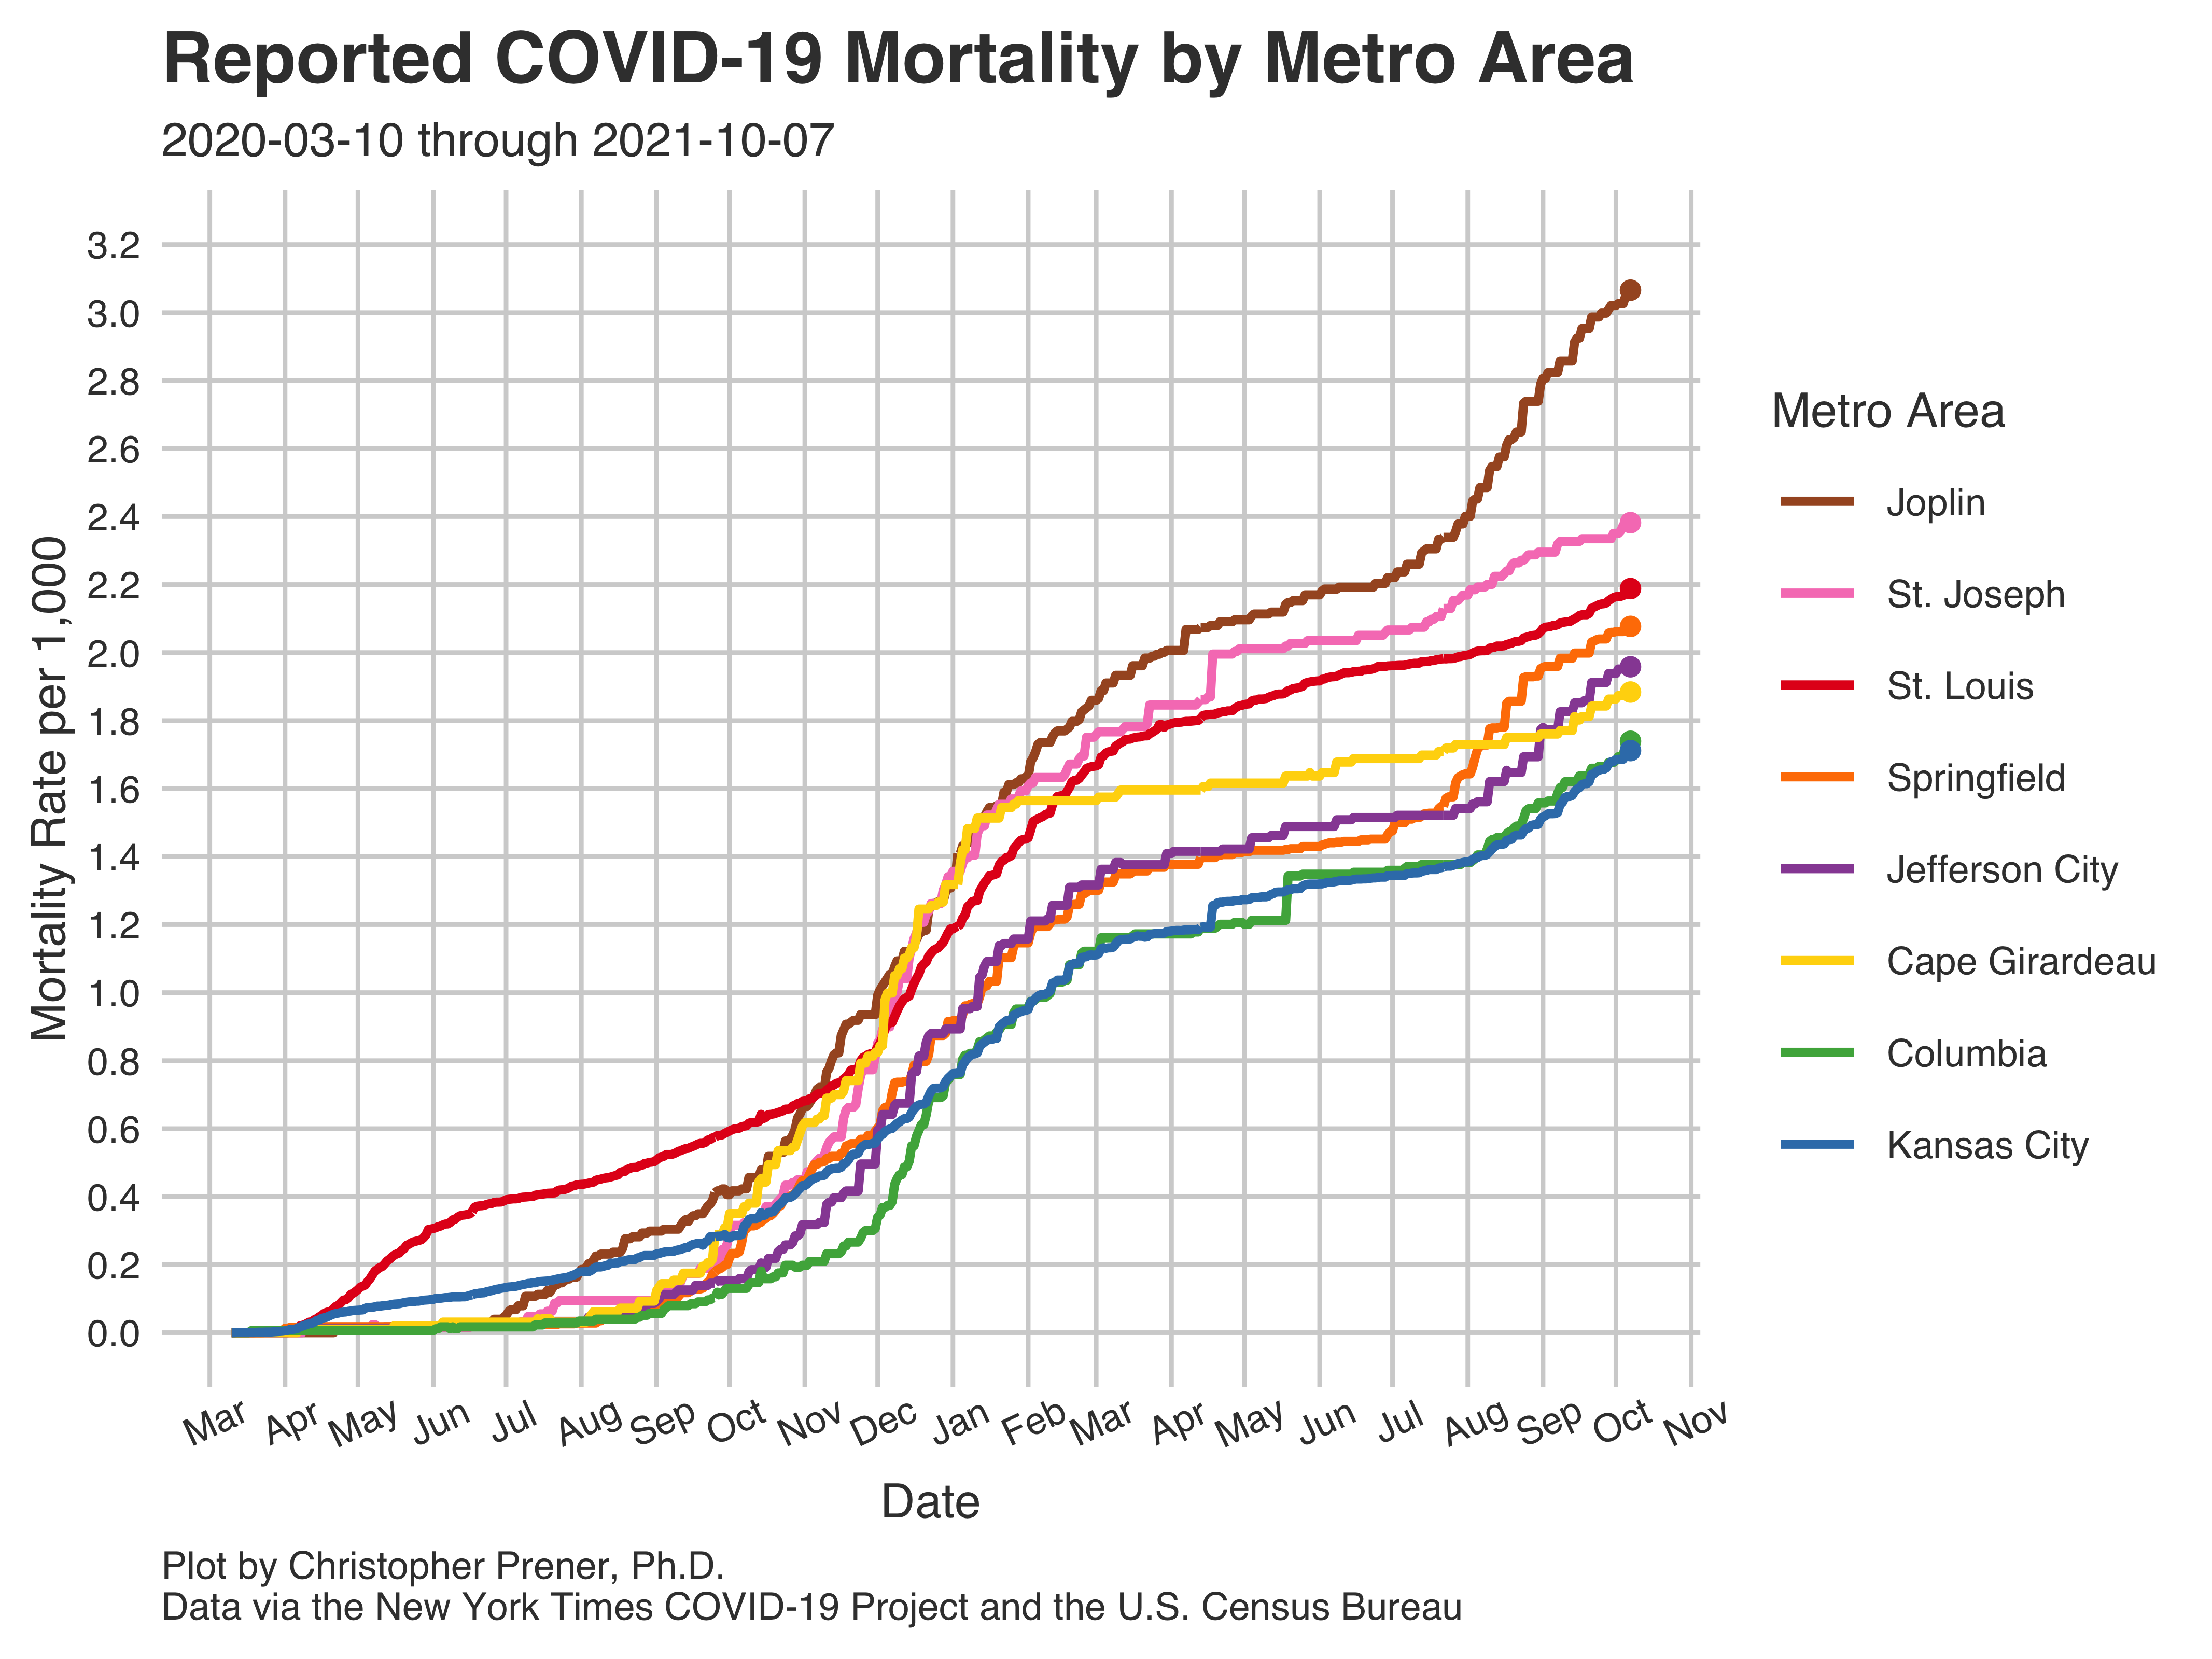 Reported COVID-19 Mortality by Metro Area
2020-03-10 through 2021-10-07
Mortality Rate per 1,000
3.2
3.0
2.8
2.6
2.4
2.2
2.0
1.8
1.6
1.4
1.2
1.0
0.8
0.6
0.4
0.2
0.0
Mar Apr May Jun Jul Aug Sep Oct Nov Dec Jan Feb Mar Apr May Jun Jul Aug Sep Oct Nov
Date
Metro Area
Joplin
St. Joseph
St. Louis
Springfield
Jefferson City
Cape Girardeau
Columbia
Kansas City
Plot by Christopher Prener, Ph.D.
Data via the New York Times COVID-19 Project and the U.S. Census Bureau